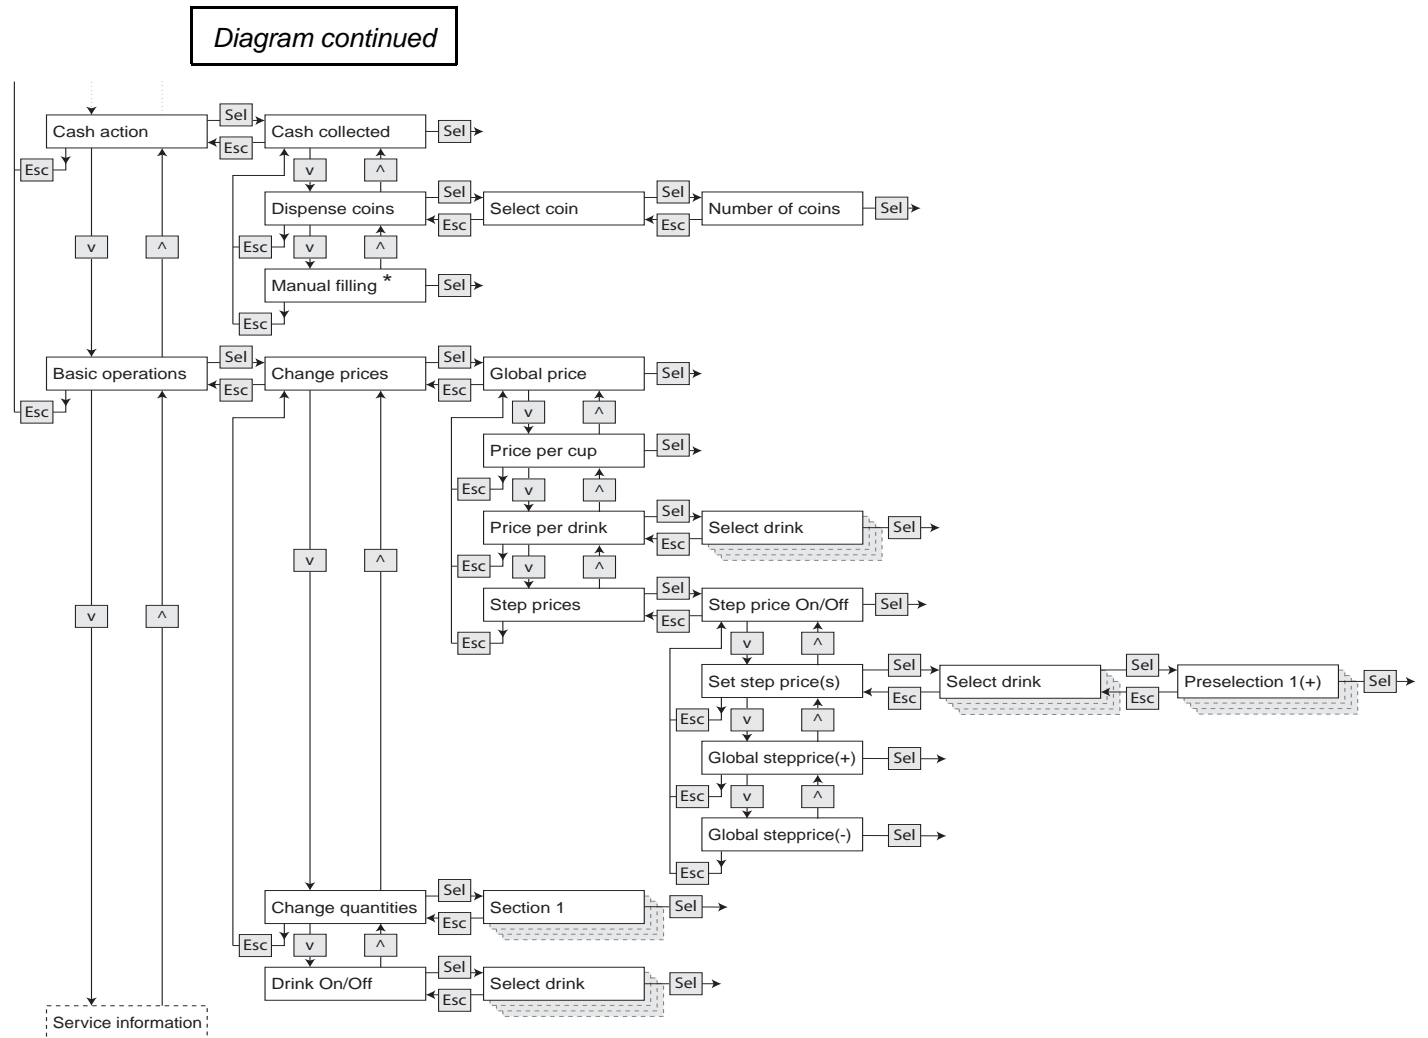 Diagram continued
Sel
Cash action
Cash collected
Sel
Esc
Esc
v
^
Sel
Sel
Dispense coins
Select coin
Number of coins
Sel
Esc
Esc
v
^
Esc
v
^
Manual filling *
Sel
Esc
Sel
Sel
Basic operations
Change prices
Global price
Sel
Esc
Esc
Esc
v
^
Price per cup
Sel
Esc
v
^
Sel
Price per drink
Select drink
Sel
Esc
v
^
Esc
v
^
Sel
Step prices
Step price On/Off
Sel
v
^
Esc
Esc
v
^
Sel
Sel
Set step price(s)
Select drink
Preselection 1(+)
Sel
Esc
Esc
Esc
v
^
Global stepprice(+)
Sel
Esc
v
^
Global stepprice(-)
Sel
Esc
Sel
Change quantities
Section 1
Sel
Esc
Esc
v
^
Sel
Drink On/Off
Select drink
Sel
Esc
Service information